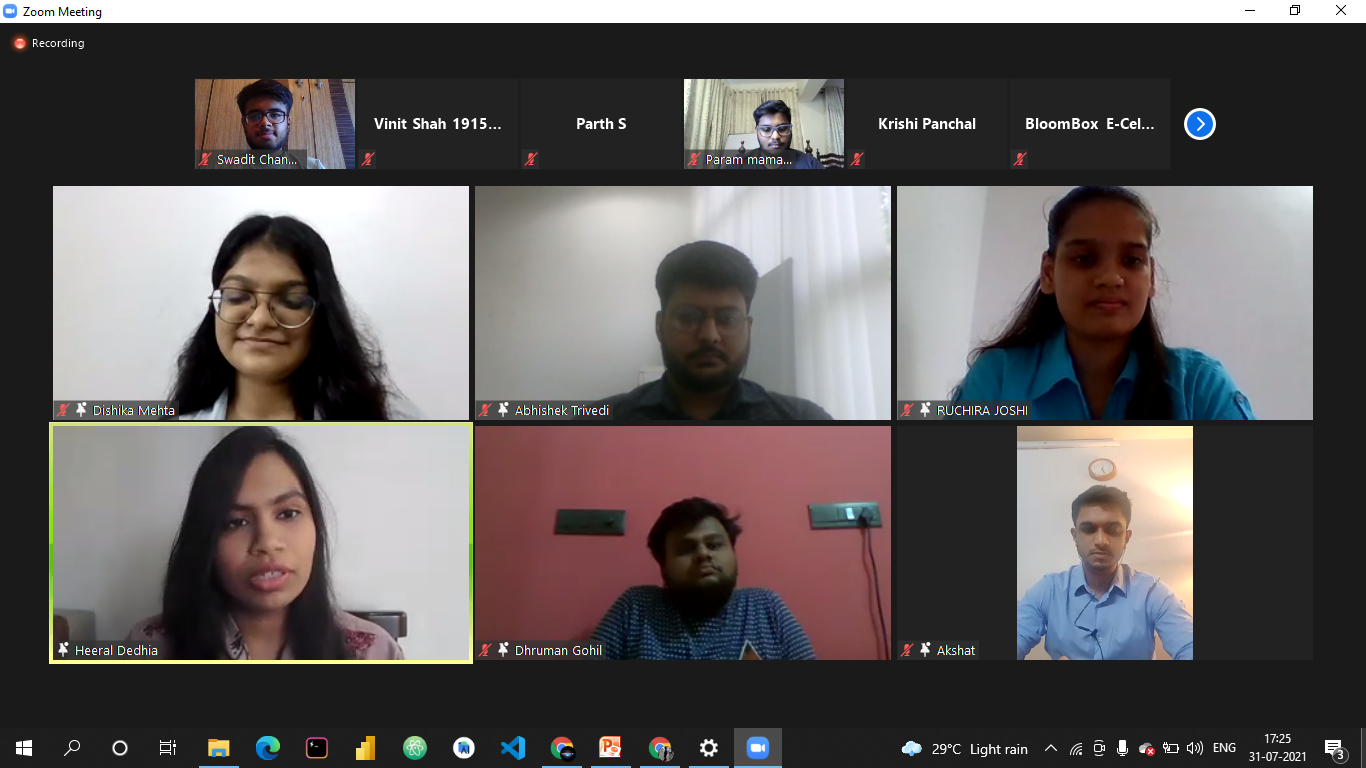 Zoom Meeting
Recording
Swadit Chan...
Vinit Shah 1915...
Parth S
Param mama...
Krishi Panchal
BloomBox E-Cel...
Dishika Mehta
Abhishek Trivedi
RUCHIRA JOSHI
Heeral Dedhia
Dhruman Gohil
Akshat
29°C Light rain
ENG
17:25
31-07-2021
3